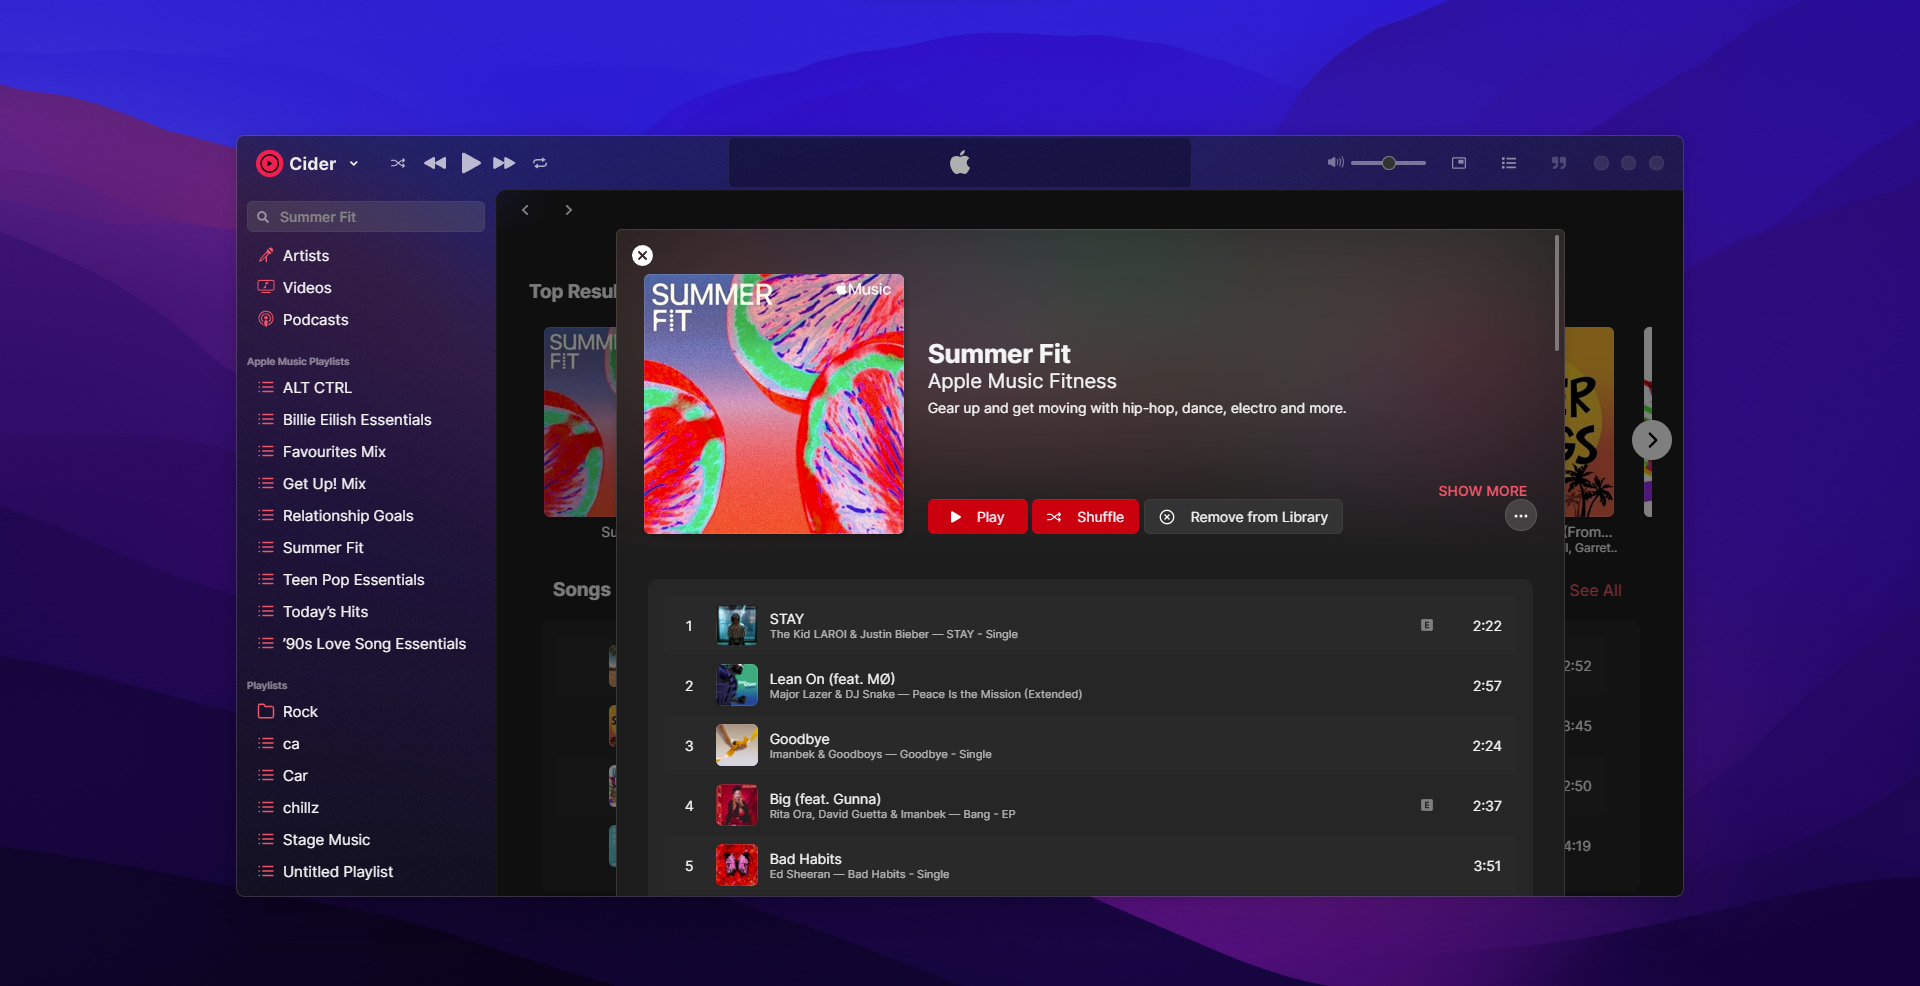 Cider
Summer Fit
Artists
Videos
Podcasts
Apple Music Playlists
ALT CTRL
Billie Eilish Essentials
Favourites Mix
Get Up! Mix
Relationship Goals
Summer Fit
Teen Pop Essentials
Today's Hits
'90s Love Song Essentials
Playlists
Rock
ca
Car
chillz
Stage Music
Untitled Playlist
Top Resul
SUMM
FIT
Su
Songs
SUMMER
FIT
Music
Summer Fit
Apple Music Fitness
Gear up and get moving with hip-hop, dance, electro and more.
SHOW MORE
Play
Shuffle
Remove from Library
1
STAY
The Kid LAROI & Justin Bieber — STAY - Single
E
2:22
2
Lean On (feat. MØ)
Major Lazer & DJ Snake — Peace Is the Mission (Extended)
2:57
3
Goodbye
Imanbek & Goodboys — Goodbye - Single
2:24
4
Big (feat. Gunna)
Rita Ora, David Guetta & Imanbek — Bang - EP
E
2:37
5
Bad Habits
Ed Sheeran — Bad Habits - Single
3:51
R
GS
(From...
l, Garret..
See All
2:52
3:45
2:50
4:19